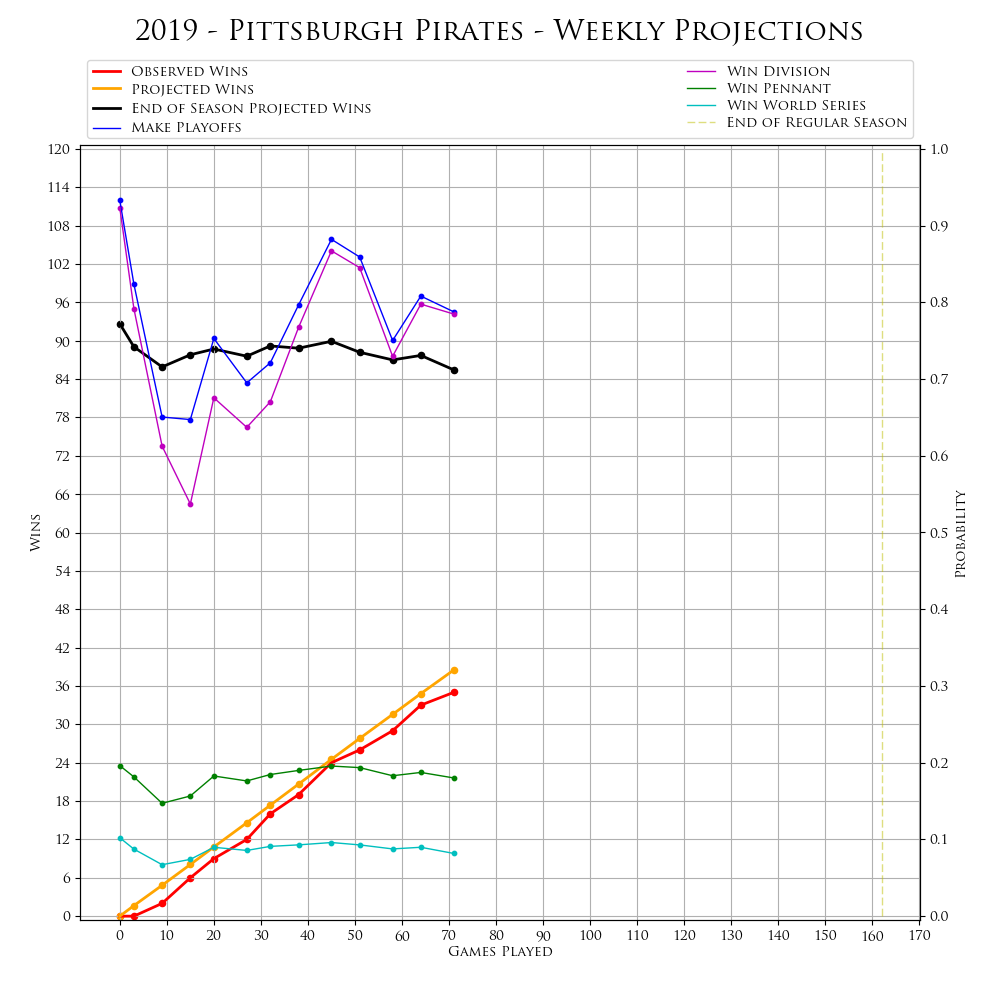 2019 - Pittsburgh Pirates - Weekly Projections
Observed Wins
Projected Wins
End of Season Projected Wins
Make Playoffs
Win Division
Win Pennant
Win World Series
End of Regular Season
120
114
108
102
96
90
84
78
72
66
60
54
48
42
36
30
24
18
12
6
0
Wins
1.0
0.9
0.8
0.7
0.6
0.5
0.4
0.3
0.2
0.1
0.0
Probability
0 10 20 30 40 50 60 70 80 90 100 110 120 130 140 150 160 170
Games Played